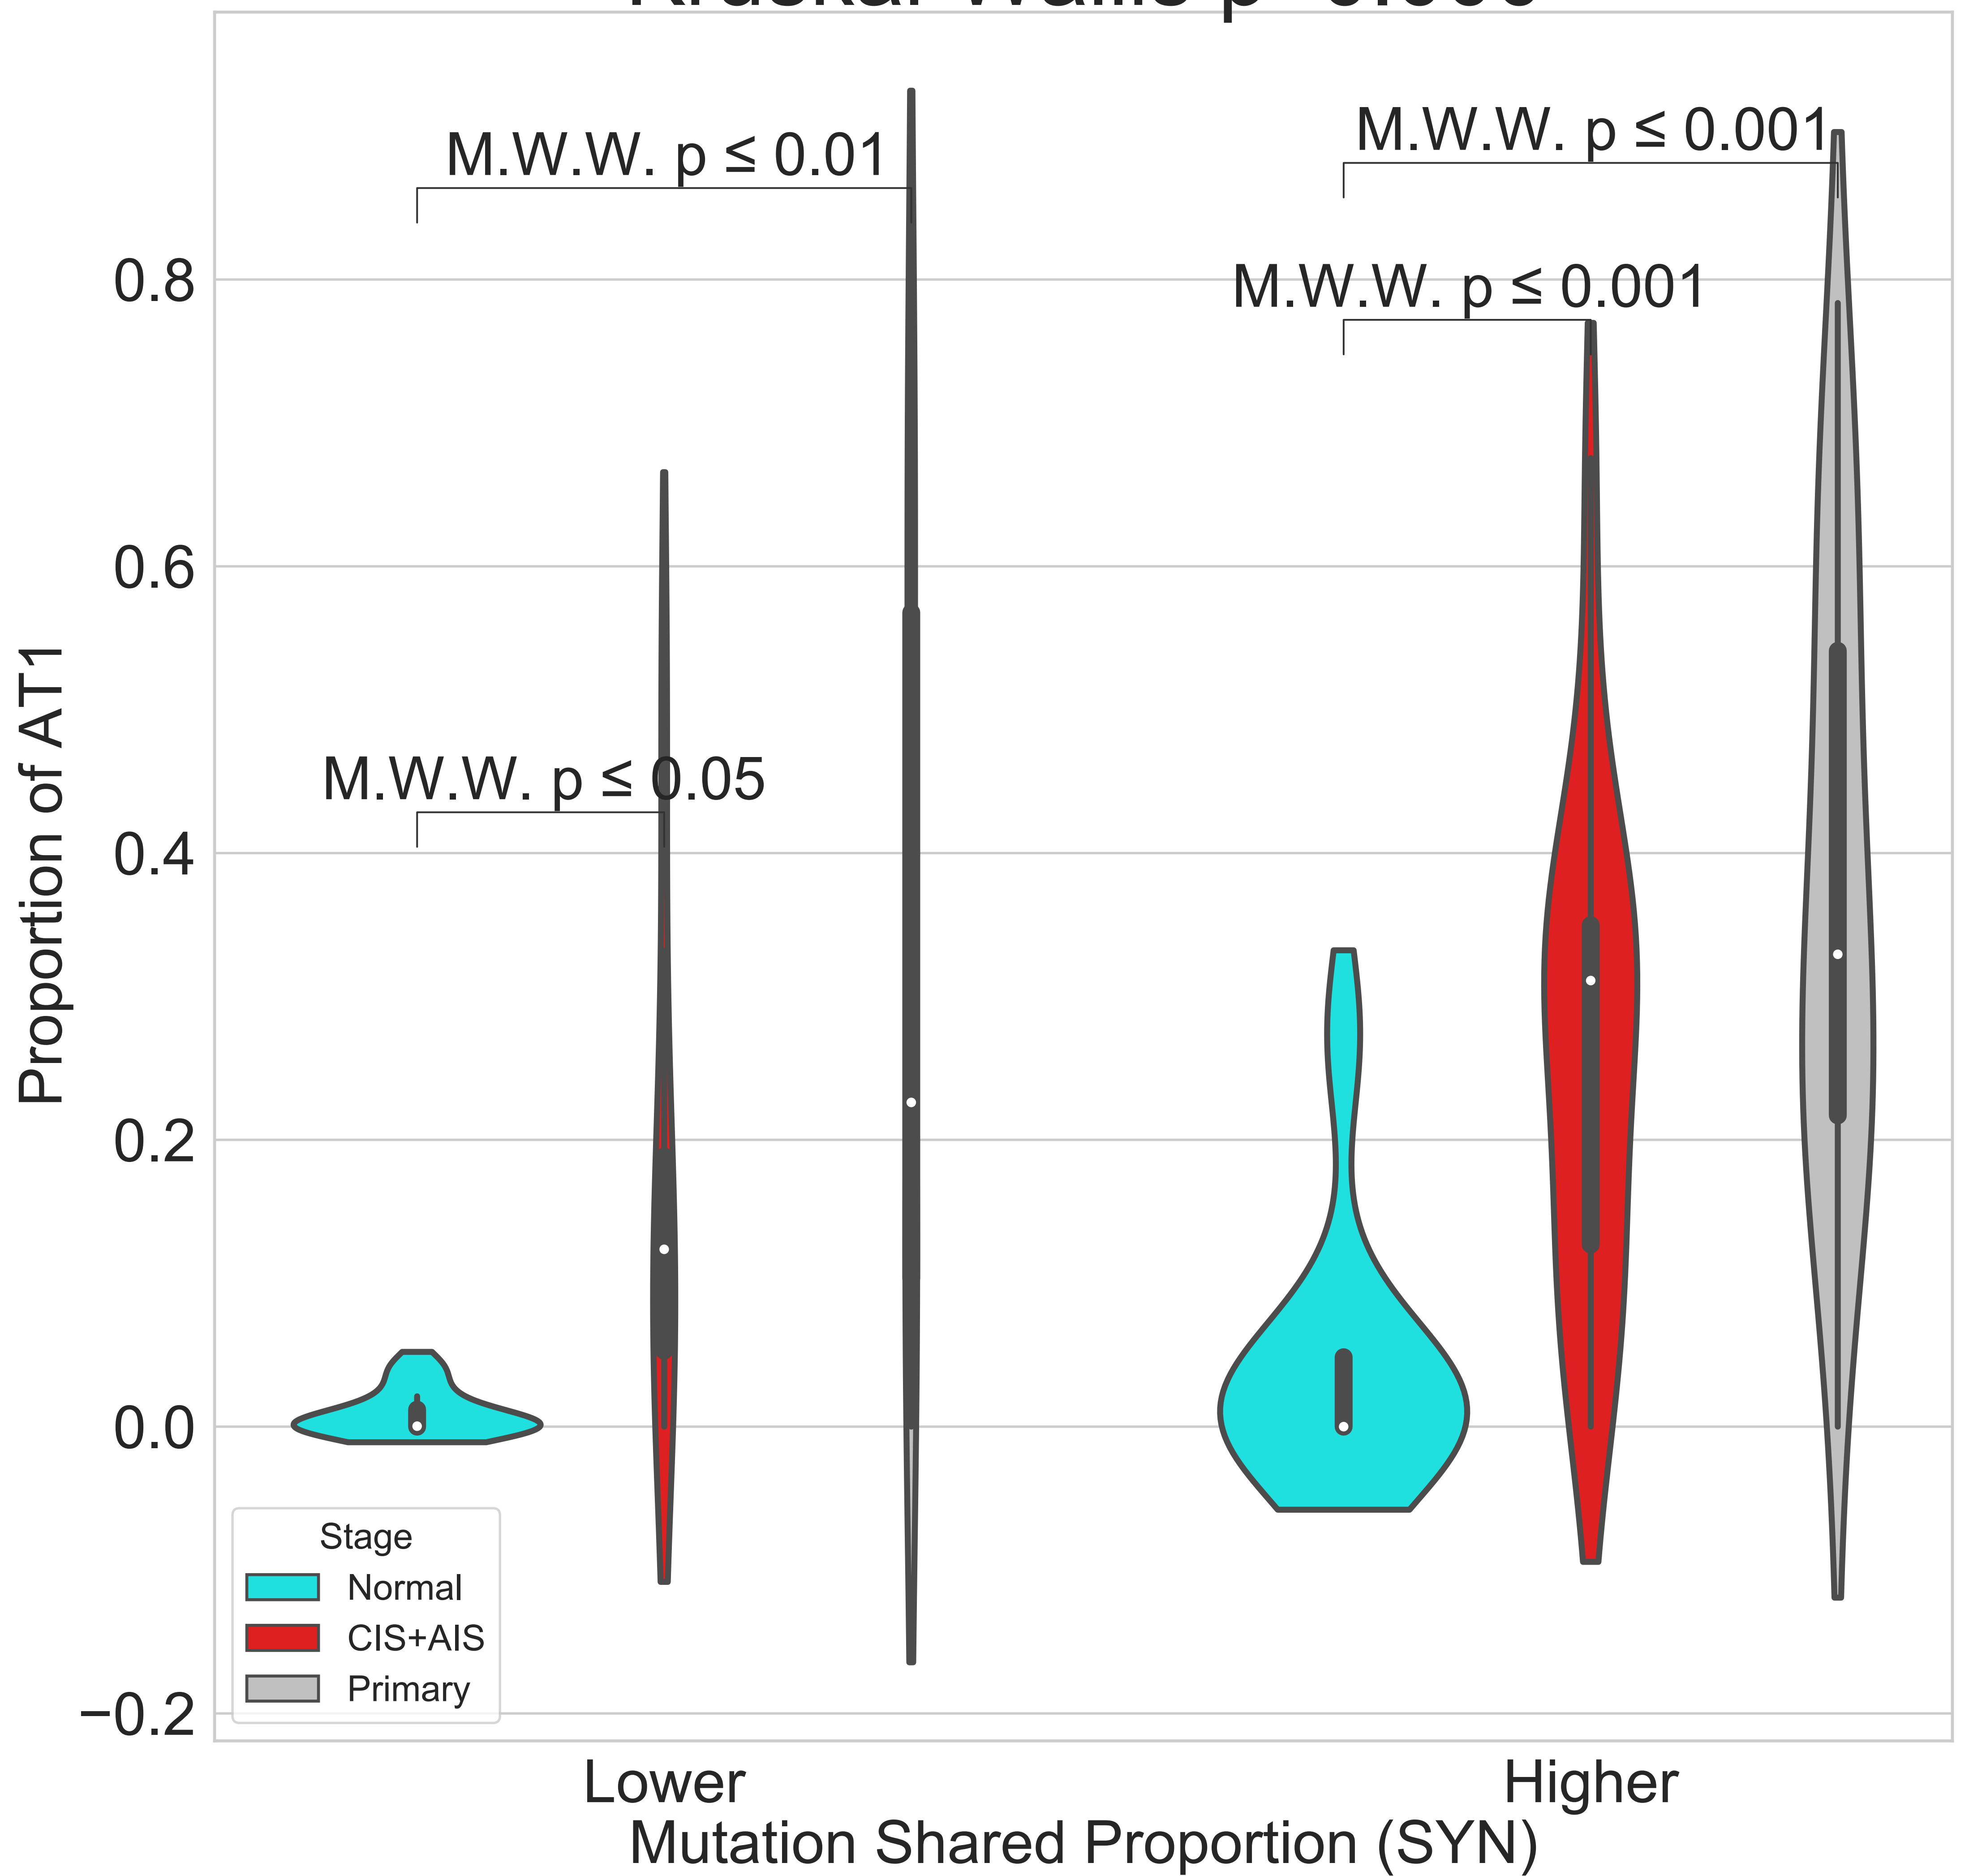 M.W.W. p ≤ 0.01
M.W.W. p ≤ 0.001
M.W.W. p ≤ 0.001
M.W.W. p ≤ 0.05
0.8
0.6
0.4
0.2
0.0
−0.2
Proportion of AT1
Stage
Normal
CIS+AIS
Primary
Lower
Higher
Mutation Shared Proportion (SYN)